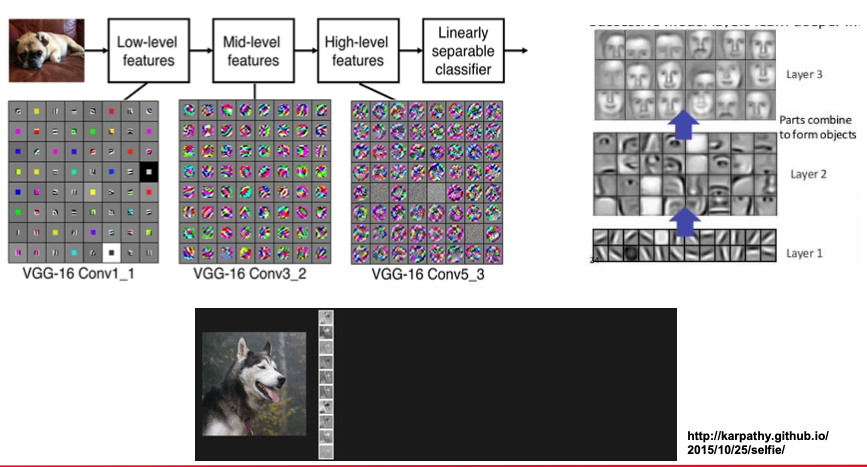 Low-level
features
Mid-level
features
High-level
features
Linearly
separable
classifier
VGG-16 Conv1_1
VGG-16 Conv3_2
VGG-16 Conv5_3
Layer 3
Parts combine
to form objects
Layer 2
Layer 1
24
http://karpathy.github.io/
2015/10/25/selfie/